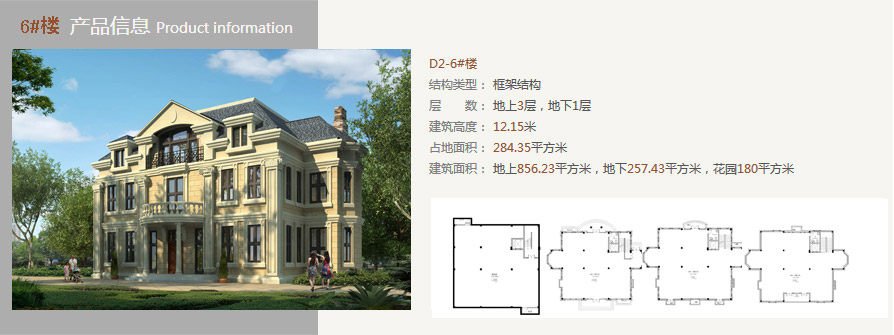 6#楼 产品信息 Product information
D2-6#楼
结构类型： 框架结构
层　　数： 地上3层，地下1层
建筑高度： 12.15米
占地面积： 284.35平方米
建筑面积： 地上856.23平方米，地下257.43平方米，花园180平方米